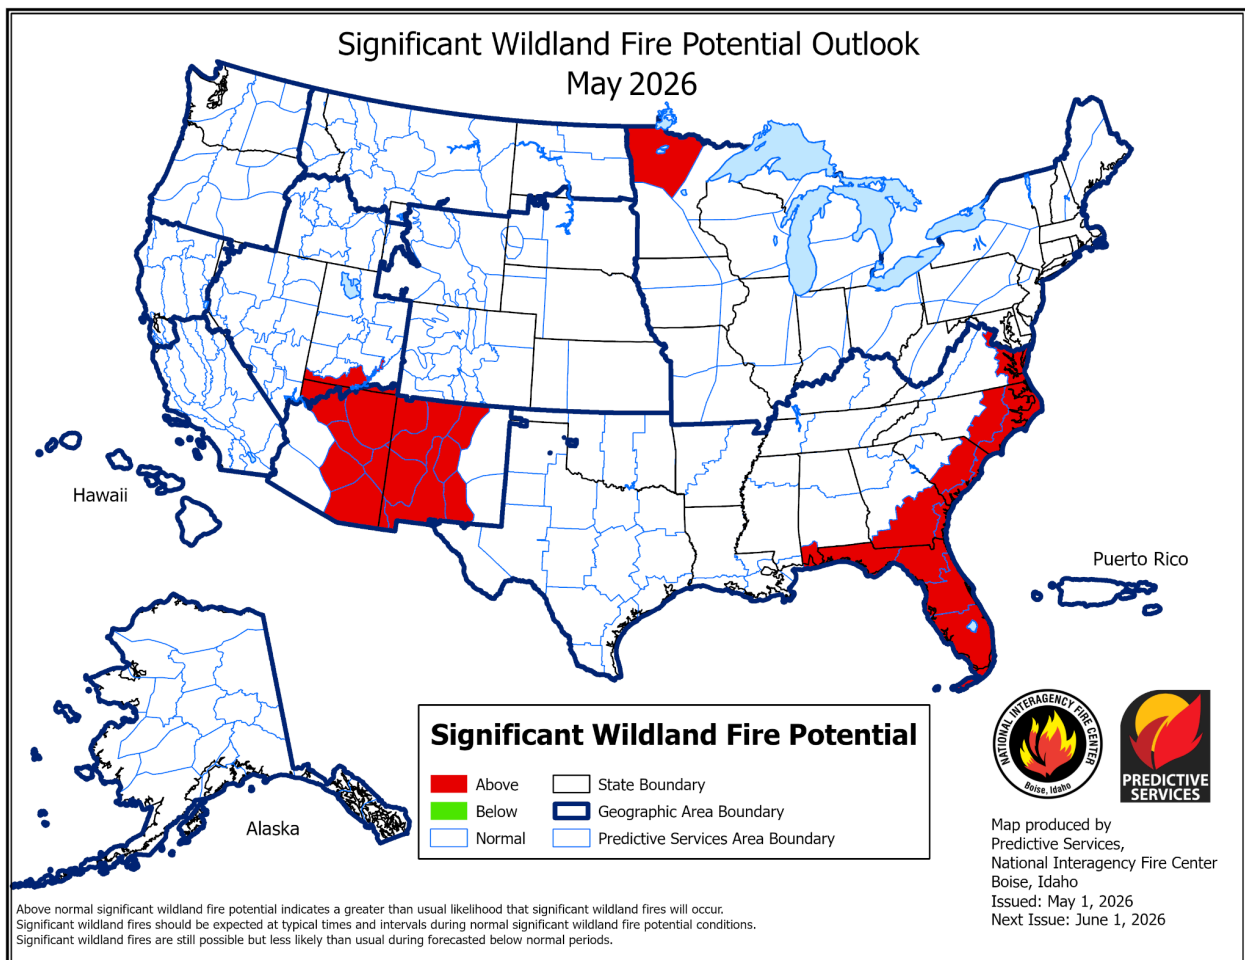 Significant Wildland Fire Potential Outlook
May 2026
Hawaii
Puerto Rico
Alaska
Significant Wildland Fire Potential
Above
Below
Normal
State Boundary
Geographic Area Boundary
Predictive Services Area Boundary
NATIONAL INTERAGENCY FIRE CENTER
Boise, Idaho
PREDICTIVE
SERVICES
Map produced by
Predictive Services,
National Interagency Fire Center
Boise, Idaho
Issued: May 1, 2026
Next Issue: June 1, 2026
Above normal significant wildland fire potential indicates a greater than usual likelihood that significant wildland fires will occur.
Significant wildland fires should be expected at typical times and intervals during normal significant wildland fire potential conditions.
Significant wildland fires are still possible but less likely than usual during forecasted below normal periods.